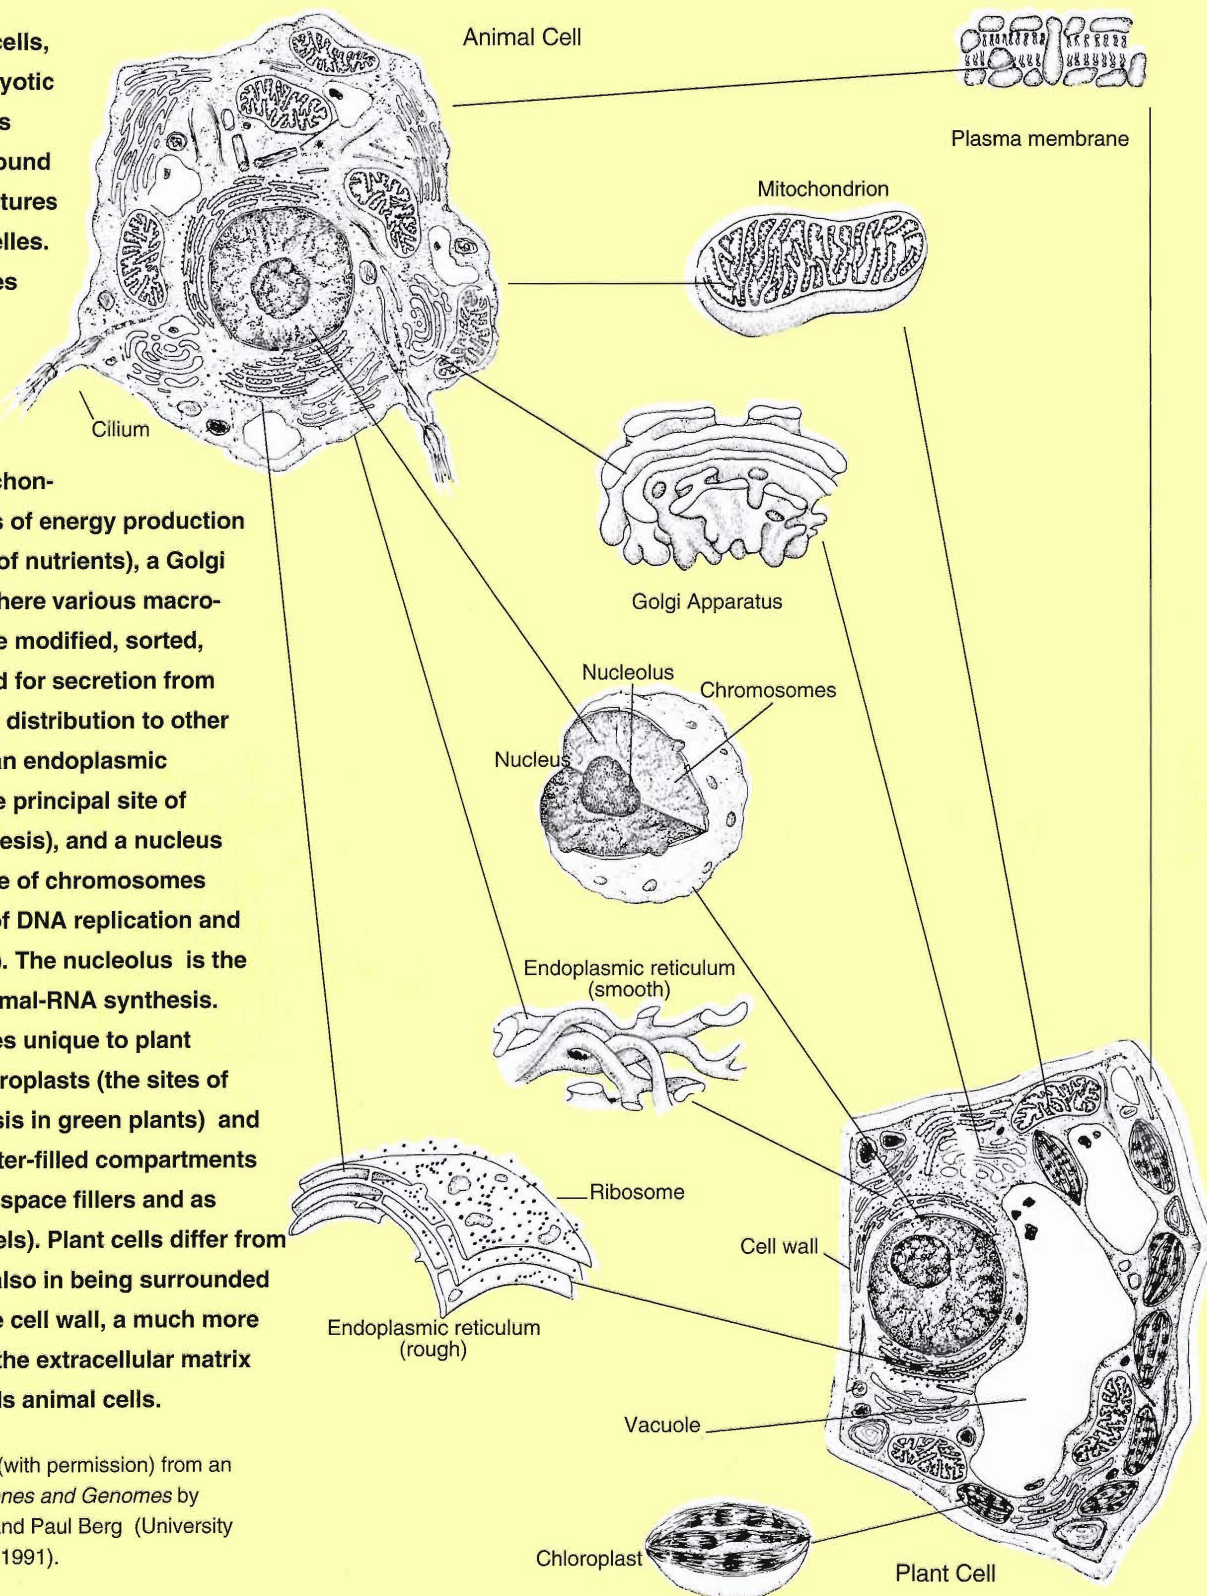 cells,
yotic
s
ound
tures
elles.
es
chon-
s of energy production
of nutrients), a Golgi
here various macro-
e modified, sorted,
d for secretion from
distribution to other
an endoplasmic
e principal site of
esis), and a nucleus
e of chromosomes
of DNA replication and
). The nucleolus is the
mal-RNA synthesis.
es unique to plant
roplasts (the sites of
sis in green plants) and
ter-filled compartments
space fillers and as
els). Plant cells differ from
also in being surrounded
e cell wall, a much more
the extracellular matrix
ds animal cells.
(with permission) from an
nes and Genomes by
nd Paul Berg (University
1991).
Animal Cell
Plasma membrane
Mitochondrion
Cilium
Golgi Apparatus
Nucleolus
Chromosomes
Nucleus
Endoplasmic reticulum
(smooth)
Ribosome
Cell wall
Endoplasmic reticulum
(rough)
Vacuole
Chloroplast
Plant Cell